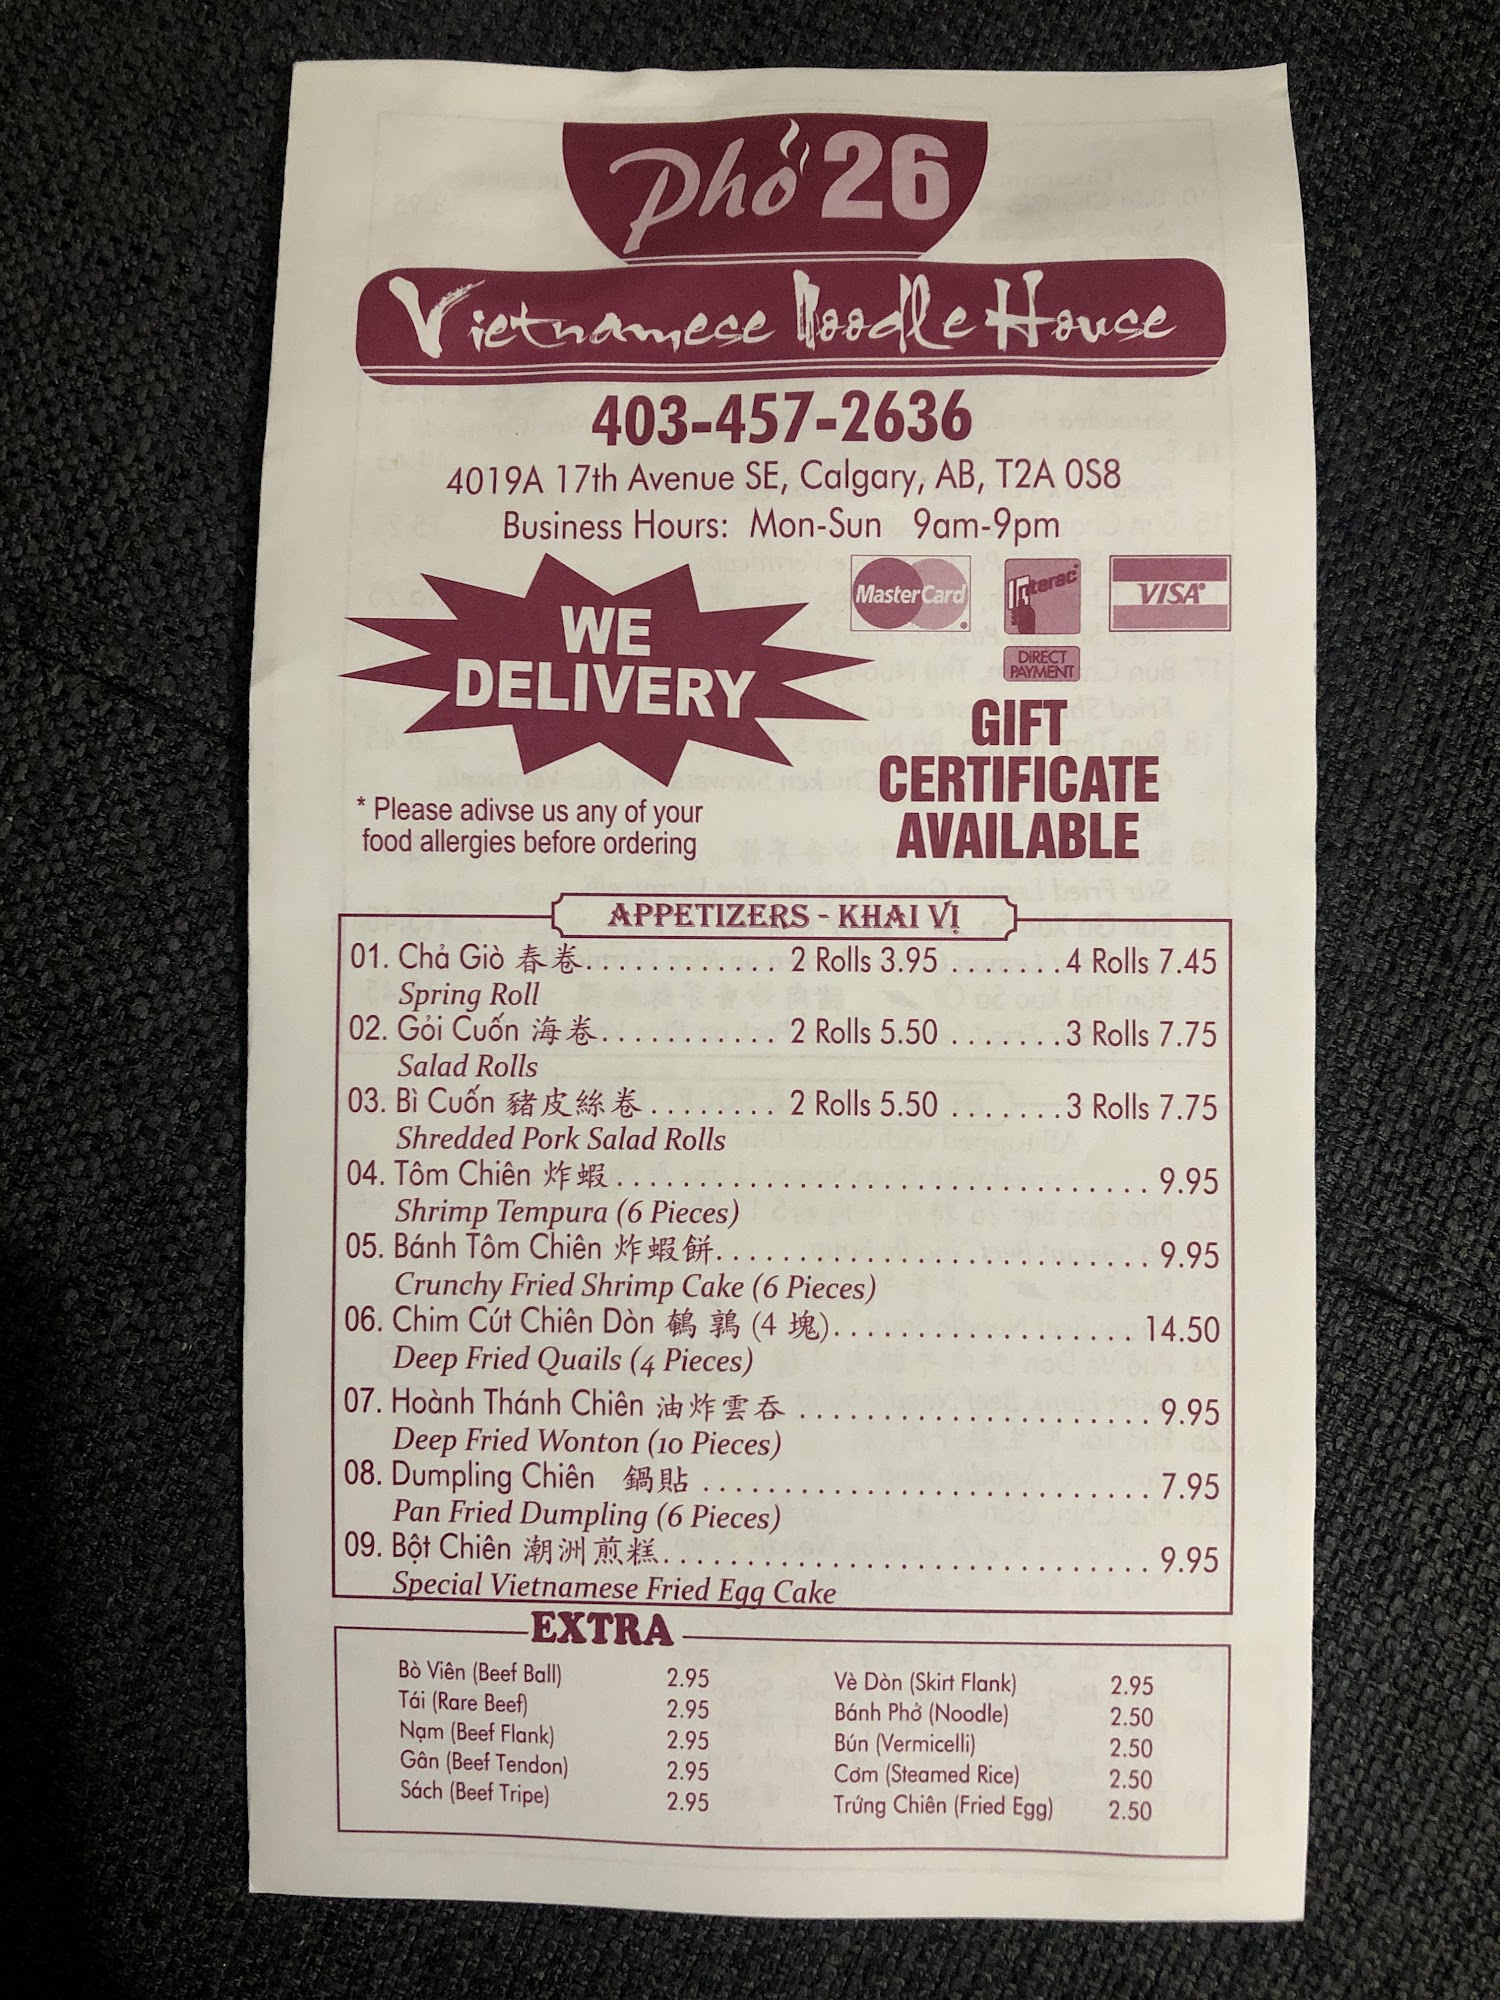 Phở 26
Vietnamese Noodle House
403-457-2636
4019A 17th Avenue SE, Calgary, AB, T2A 0S8
Business Hours: Mon-Sun 9am-9pm
WE
DELIVERY
MasterCard
Interac
VISA
DIRECT
PAYMENT
GIFT
CERTIFICATE
AVAILABLE
* Please adivse us any of your
food allergies before ordering
APPETIZERS - KHAI VỊ
01. Chả Giò 春卷............ 2 Rolls 3.95 .......4 Rolls 7.45
Spring Roll
02. Gỏi Cuốn 海卷........... 2 Rolls 5.50 .......3 Rolls 7.75
Salad Rolls
03. Bì Cuốn 豬皮絲卷........ 2 Rolls 5.50 .......3 Rolls 7.75
Shredded Pork Salad Rolls
04. Tôm Chiên 炸蝦.................................. 9.95
Shrimp Tempura (6 Pieces)
05. Bánh Tôm Chiên 炸蝦餅........................... 9.95
Crunchy Fried Shrimp Cake (6 Pieces)
06. Chim Cút Chiên Dòn 鵪 鶉 (4 塊).................. 14.50
Deep Fried Quails (4 Pieces)
07. Hoành Thánh Chiên 油炸雲吞 ...................... 9.95
Deep Fried Wonton (10 Pieces)
08. Dumpling Chiên 鍋貼 ............................ 7.95
Pan Fried Dumpling (6 Pieces)
09. Bột Chiên 潮洲煎糕............................... 9.95
Special Vietnamese Fried Egg Cake
EXTRA
Bò Viên (Beef Ball) 2.95
Tái (Rare Beef) 2.95
Nạm (Beef Flank) 2.95
Gân (Beef Tendon) 2.95
Sách (Beef Tripe) 2.95
Vè Dòn (Skirt Flank) 2.95
Bánh Phở (Noodle) 2.50
Bún (Vermicelli) 2.50
Cơm (Steamed Rice) 2.50
Trứng Chiên (Fried Egg) 2.50